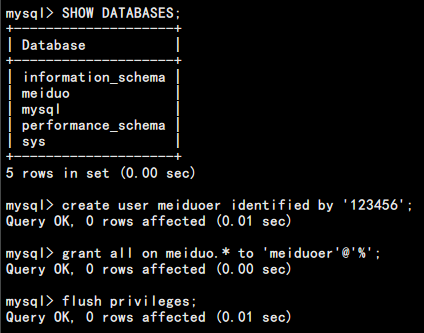 mysql> SHOW DATABASES;
+--------------------+
| Database           |
+--------------------+
| information_schema |
| meiduo             |
| mysql              |
| performance_schema |
| sys                |
+--------------------+
5 rows in set (0.00 sec)
mysql> create user meiduoer identified by '123456';
Query OK, 0 rows affected (0.01 sec)
mysql> grant all on meiduo.* to 'meiduoer'@'%';
Query OK, 0 rows affected (0.00 sec)
mysql> flush privileges;
Query OK, 0 rows affected (0.01 sec)